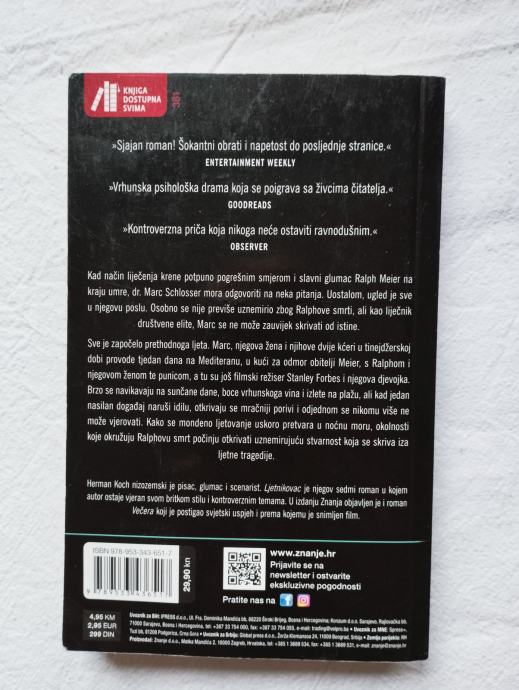 KNJIGA
DOSTUPNA
SVIMA
381
»Sjajan roman! Šokantni obrati i napetost do posljednje stranice.«
ENTERTAINMENT WEEKLY
»Vrhunska psihološka drama koja se poigrava sa živcima čitatelja.«
GOODREADS
»Kontroverzna priča koja nikoga neće ostaviti ravnodušnim.«
OBSERVER
Kad način liječenja krene potpuno pogrešnim smjerom i slavni glumac Ralph Meier na
kraju umre, dr. Marc Schlosser mora odgovoriti na neka pitanja. Uostalom, ugled je sve
u njegovu poslu. Osobno se nije previše uznemirio zbog Ralphove smrti, ali kao liječnik
društvene elite, Marc se ne može zauvijek skrivati od istine.
Sve je započelo prethodnoga ljeta. Marc, njegova žena i njihove dvije kćeri u tinejdžerskoj
dobi provode tjedan dana na Mediteranu, u kući za odmor obitelji Meier, s Ralphom i
njegovom ženom te punicom, a tu su još filmski režiser Stanley Forbes i njegova djevojka.
Brzo se navikavaju na sunčane dane, boce vrhunskoga vina i izlete na plažu, ali kad jedan
nasilan događaj naruši idilu, otkrivaju se mračniji porivi i odjednom se nikomu više ne
može vjerovati. Kako se mondeno ljetovanje uskoro pretvara u noćnu moru, okolnosti
koje okružuju Ralphovu smrt počinju otkrivati uznemirujuću stvarnost koja se skriva iza
ljetne tragedije.
Herman Koch nizozemski je pisac, glumac i scenarist. Ljetnikovac je njegov sedmi roman u kojem
autor ostaje vjeran svom britkom stilu i kontroverznim temama. U izdanju Znanja objavljen je i roman
Večera koji je postigao svjetski uspjeh i prema kojemu je snimljen film.
ISBN 978-953-343-651-7
9 789533 436517
29,90 kn
www.znanje.hr
Prijavite se na
newsletter i ostvarite
ekskluzivne pogodnosti
Pratite nas na
4,95 KM
2,95 EUR
299 DIN